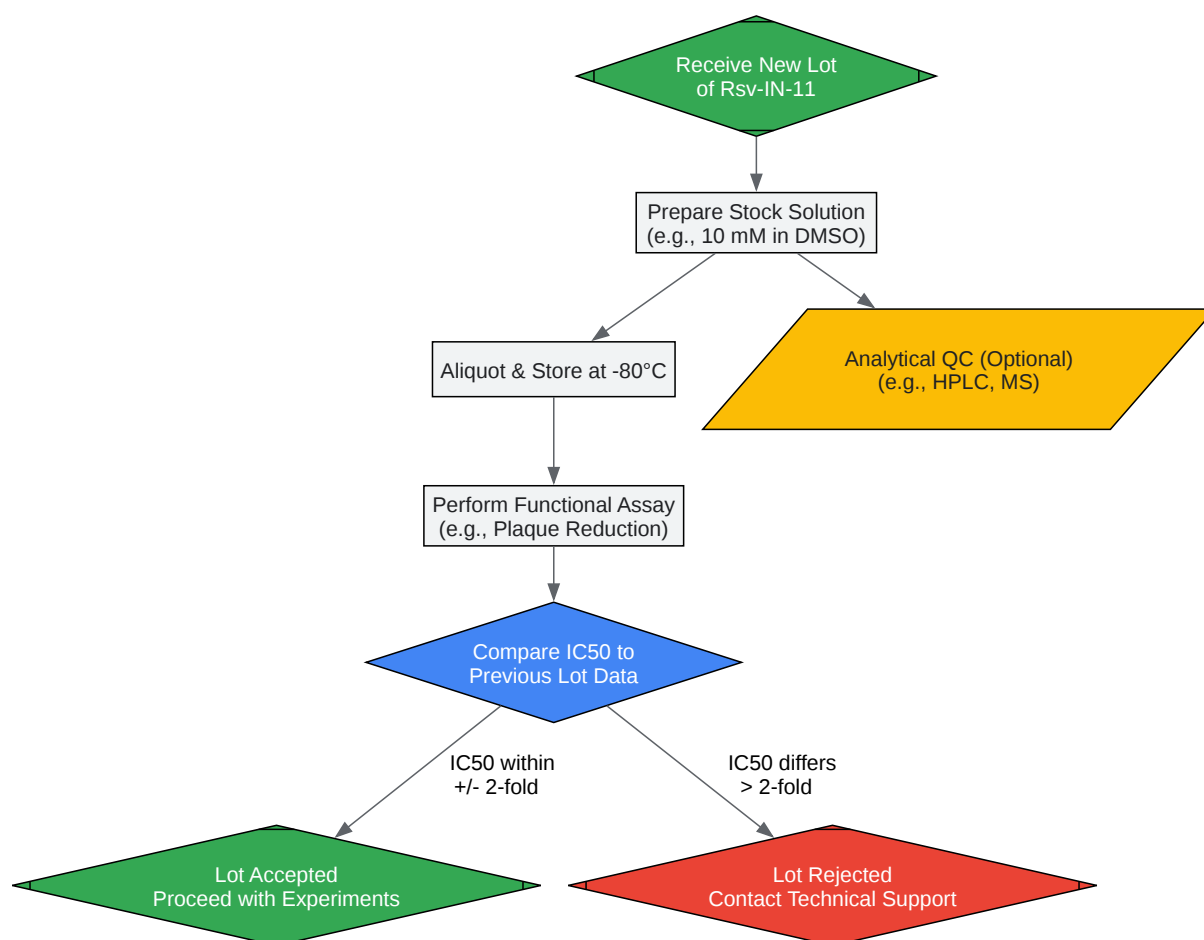 Receive New Lot
of Rsv-IN-11
Prepare Stock Solution
(e.g., 10 mM in DMSO)
Aliquot & Store at -80°C
Analytical QC (Optional)
(e.g., HPLC, MS)
Perform Functional Assay
(e.g., Plaque Reduction)
Compare IC50 to
Previous Lot Data
IC50 within
+/- 2-fold
IC50 differs
> 2-fold
Lot Accepted
Proceed with Experiments
Lot Rejected
Contact Technical Support